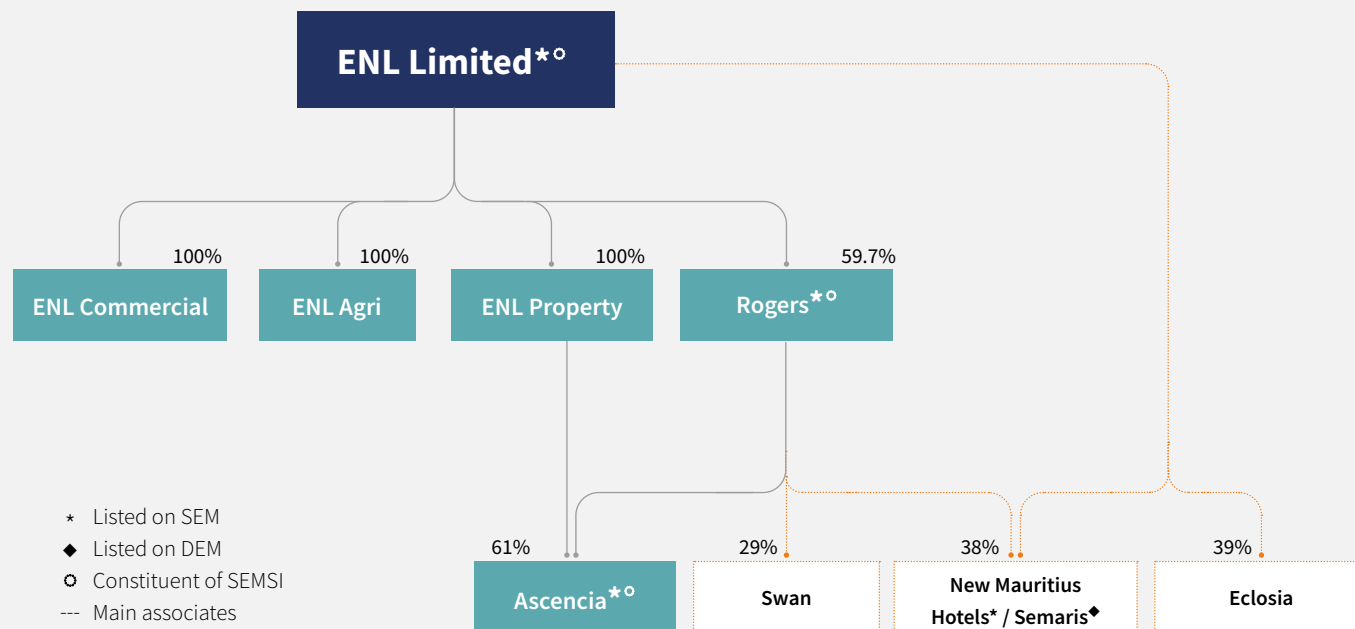 ENL Limited*°
100%
100%
100%
59.7%
ENL Commercial
ENL Agri
ENL Property
Rogers*°
* Listed on SEM
◆ Listed on DEM
° Constituent of SEMSI
--- Main associates
61%
29%
38%
39%
Ascencia*°
Swan
New Mauritius
Hotels* / Semaris◆
Eclosia